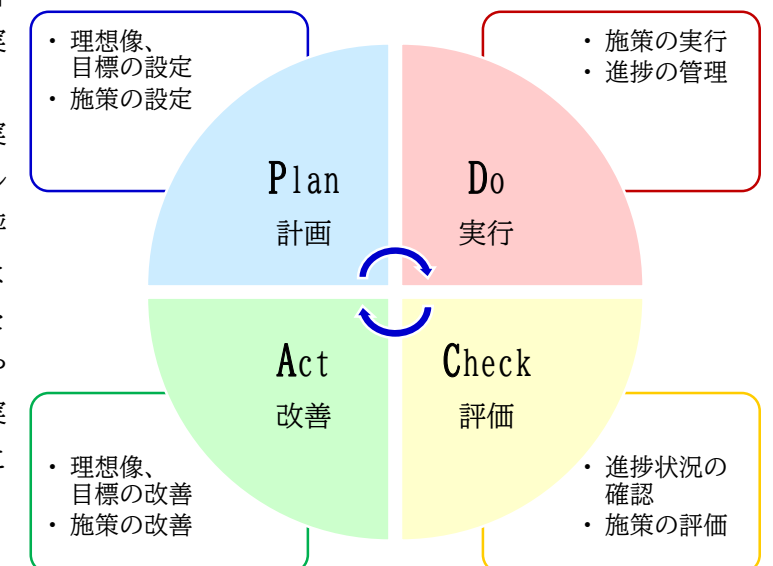 ・ 理想像、
目標の設定
・ 施策の設定
・ 施策の実行
・ 進捗の管理
Plan
計画
Do
実行
Act
改善
Check
評価
・ 理想像、
目標の改善
・ 施策の改善
・ 進捗状況の
確認
・ 施策の評価